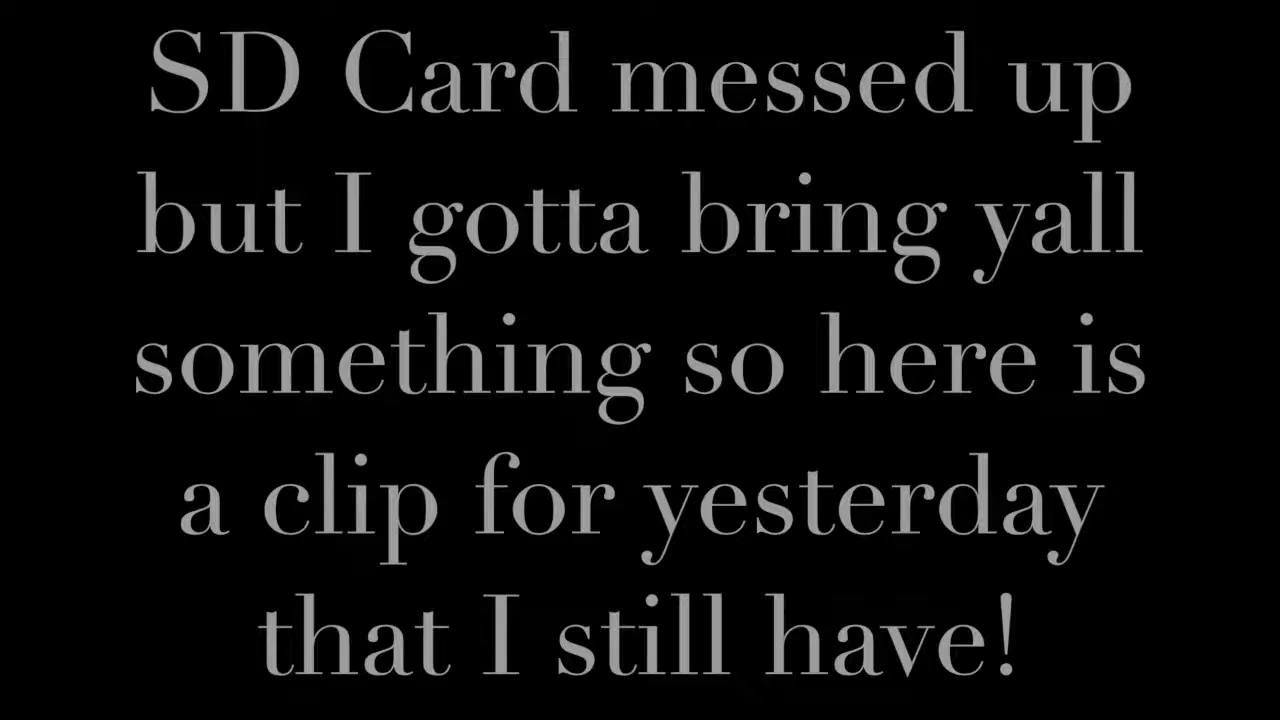 SD Card messed up
but I gotta bring yall
something so here is
a clip for yesterday
that I still have!